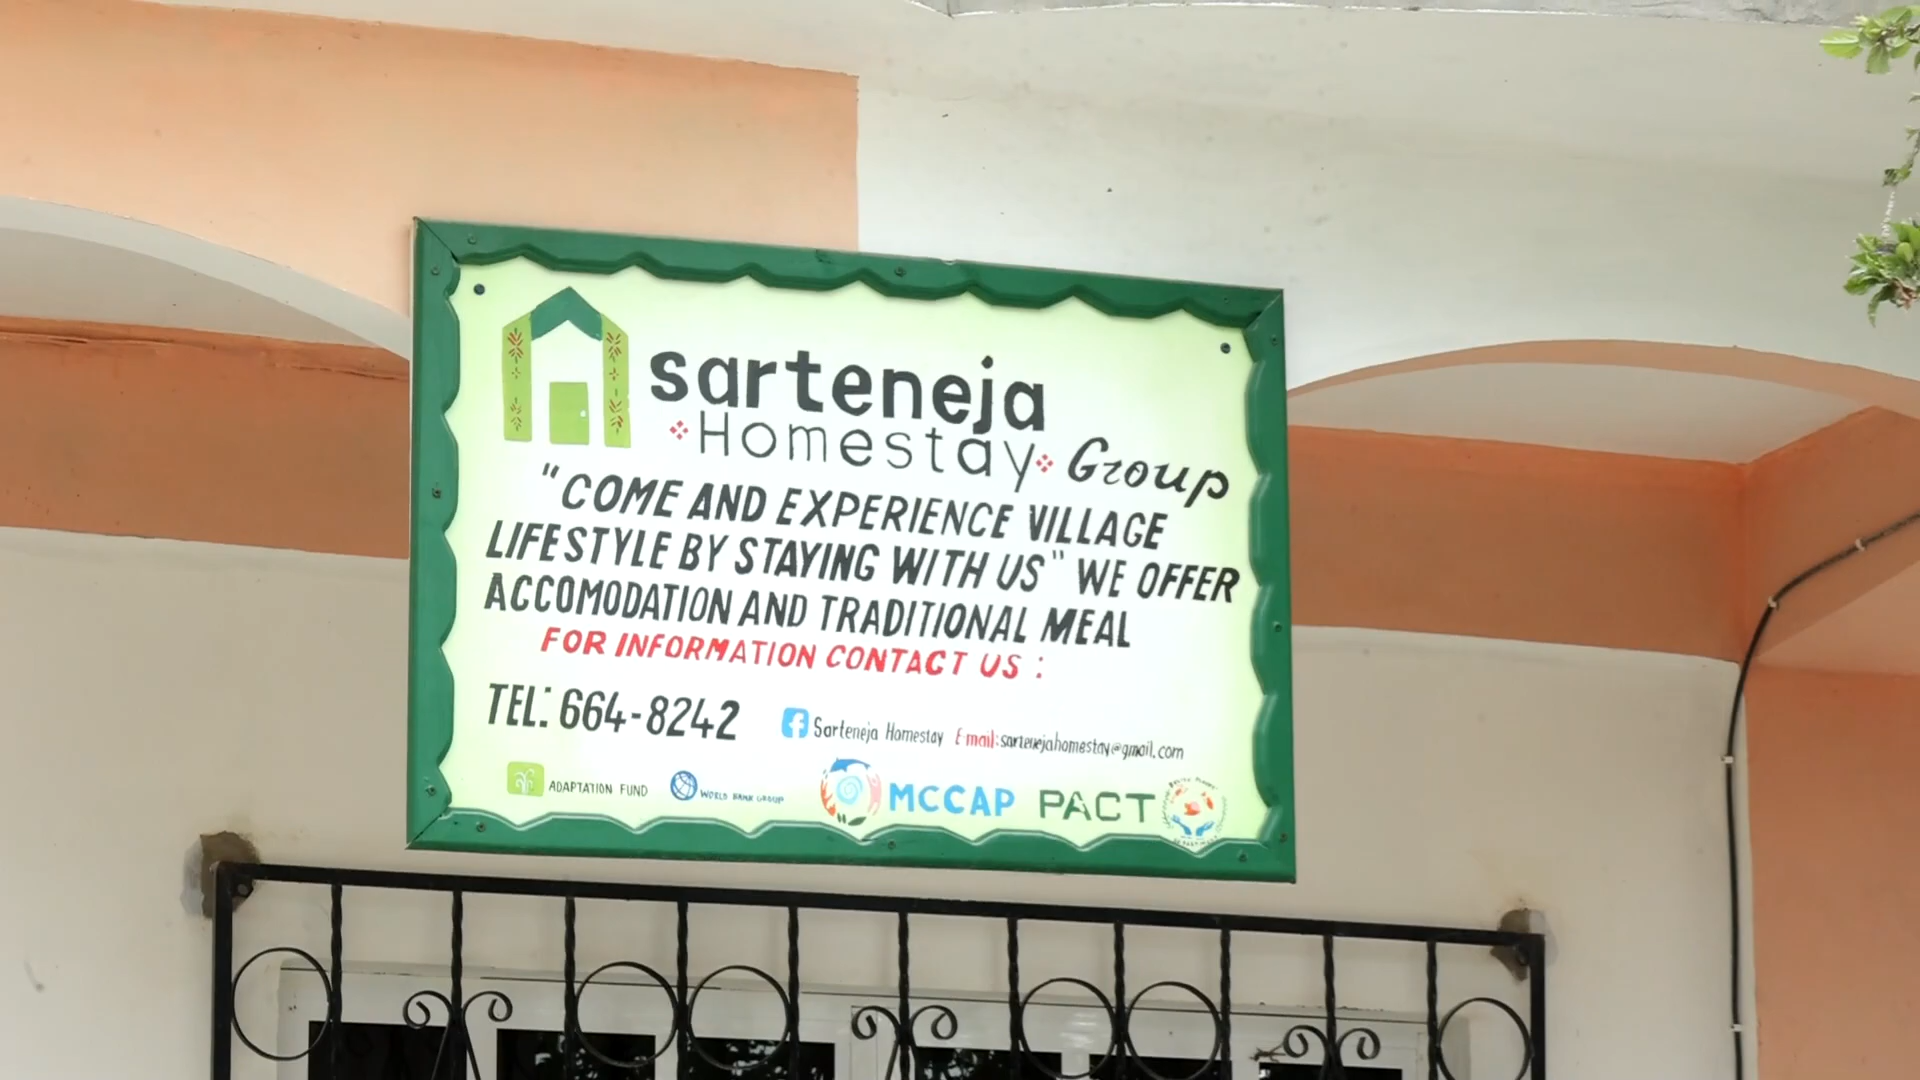 sarteneja
Homestay Group
"COME AND EXPERIENCE VILLAGE
LIFESTYLE BY STAYING WITH US" WE OFFER
ACCOMODATION AND TRADITIONAL MEAL
FOR INFORMATION CONTACT US :
TEL: 664-8242
Sarteneja Homestay E-mail:sartenejahomestay@gmail.com
ADAPTATION FUND WORLD BANK GROUP MCCAP PACT